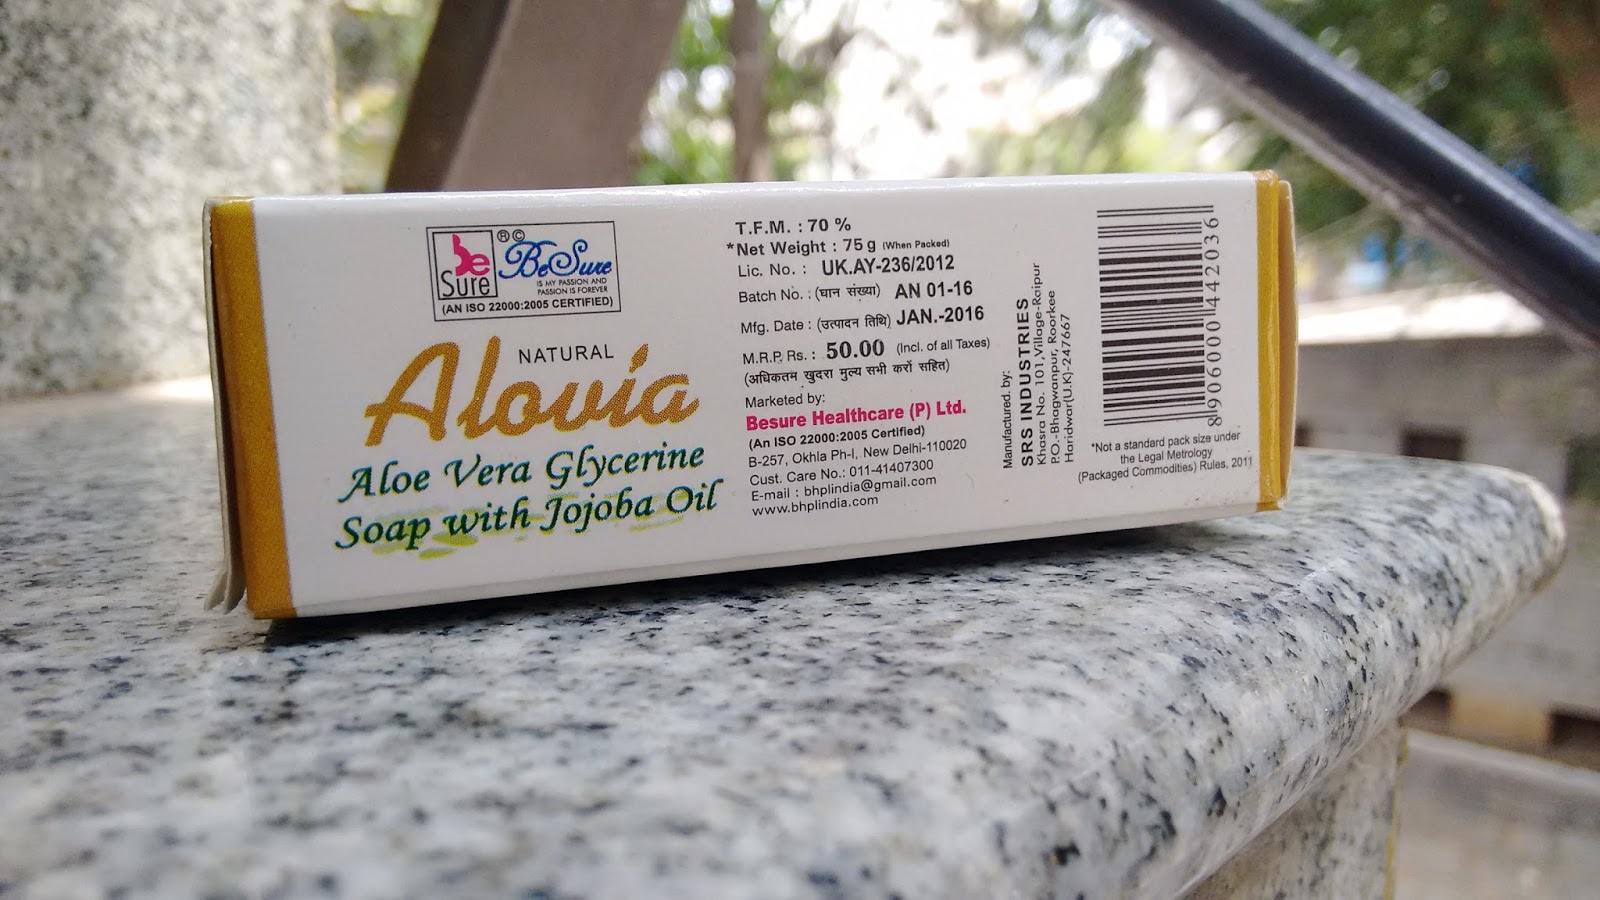 be
Sure
®©
BeSure
IS MY PASSION AND
PASSION IS FOREVER
(AN ISO 22000:2005 CERTIFIED)
NATURAL
Alovia
Aloe Vera Glycerine
Soap with Jojoba Oil
T.F.M. : 70 %
*Net Weight : 75 g (When Packed)
Lic. No. : UK.AY-236/2012
Batch No. : (घान संख्या) AN 01-16
Mfg. Date : (उत्पादन तिथि) JAN.-2016
M.R.P. Rs. : 50.00 (Incl. of all Taxes)
(अधिकतम खुदरा मुल्य सभी करों सहित)
Marketed by:
Besure Healthcare (P) Ltd.
(An ISO 22000:2005 Certified)
B-257, Okhla Ph-I, New Delhi-110020
Cust. Care No.: 011-41407300
E-mail : bhplindia@gmail.com
www.bhplindia.com
Manufactured. by:
SRS INDUSTRIES
Khasra No. 101,Village-Raipur
P.O.-Bhagwanpur, Roorkee
Haridwar(U.K)-247667
8906000442036
*Not a standard pack size under
the Legal Metrology
(Packaged Commodities) Rules, 2011